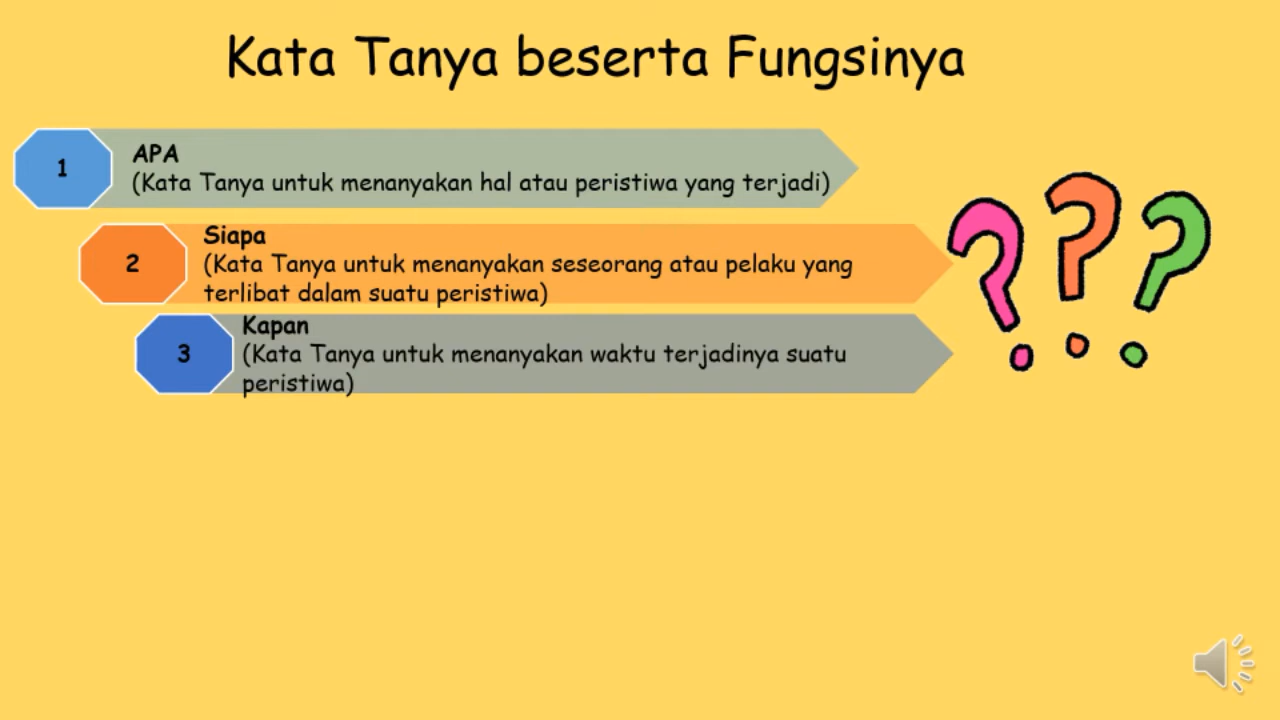 Kata Tanya beserta Fungsinya
1
APA
(Kata Tanya untuk menanyakan hal atau peristiwa yang terjadi)
2
Siapa
(Kata Tanya untuk menanyakan seseorang atau pelaku yang
terlibat dalam suatu peristiwa)
3
Kapan
(Kata Tanya untuk menanyakan waktu terjadinya suatu
peristiwa)
???